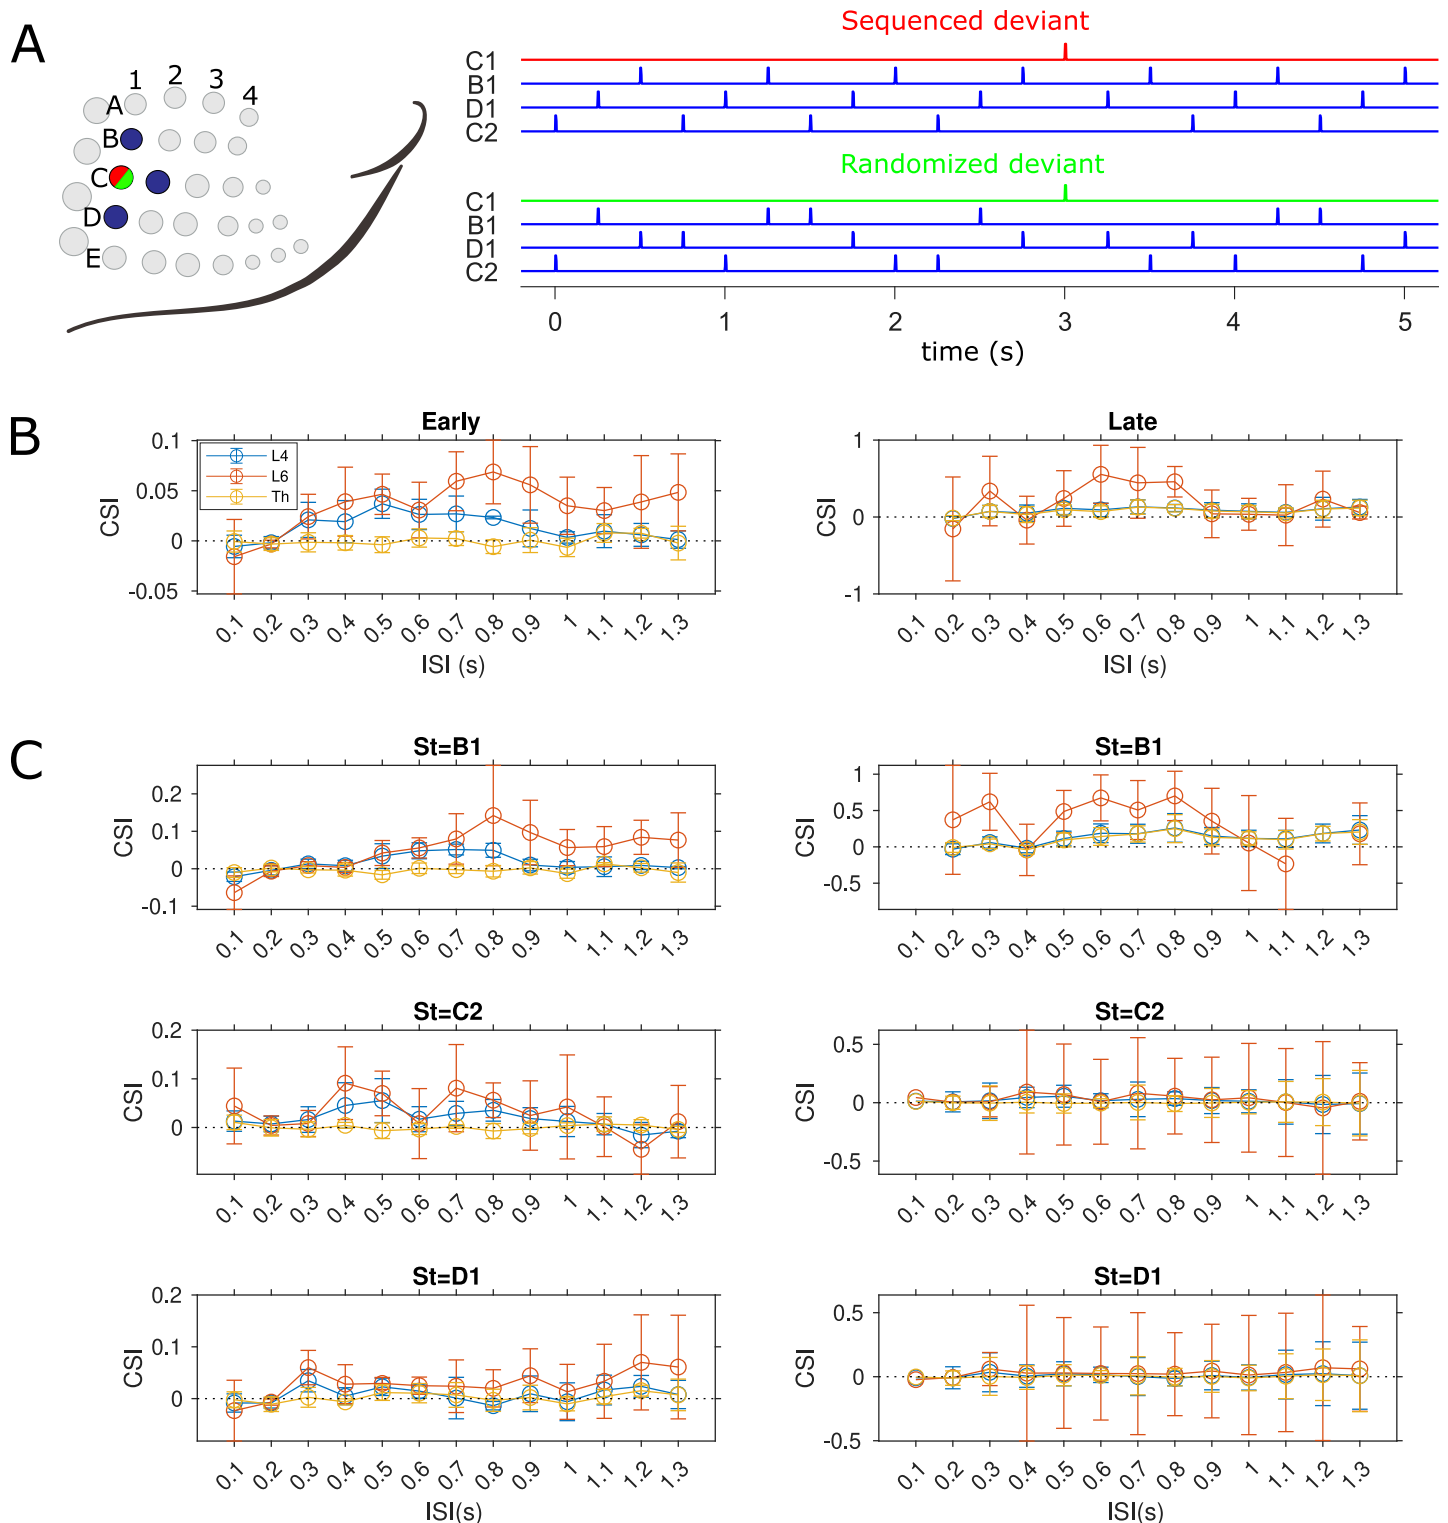 A
1 2 3 4
A
B
C
D
E
Sequenced deviant
C1
B1
D1
C2
Randomized deviant
C1
B1
D1
C2
0 1 2 3 4 5
time (s)
B
Early
0.1
0.05
0
-0.05
CSI
L4
L6
Th
0.1 0.2 0.3 0.4 0.5 0.6 0.7 0.8 0.9 1 1.1 1.2 1.3
ISI (s)
Late
1
0
-1
CSI
0.1 0.2 0.3 0.4 0.5 0.6 0.7 0.8 0.9 1 1.1 1.2 1.3
ISI (s)
C
St=B1
0.2
0.1
0
-0.1
CSI
0.1 0.2 0.3 0.4 0.5 0.6 0.7 0.8 0.9 1 1.1 1.2 1.3
St=B1
1
0.5
0
-0.5
CSI
0.1 0.2 0.3 0.4 0.5 0.6 0.7 0.8 0.9 1 1.1 1.2 1.3
St=C2
0.2
0.1
0
CSI
0.1 0.2 0.3 0.4 0.5 0.6 0.7 0.8 0.9 1 1.1 1.2 1.3
St=C2
0.5
0
-0.5
CSI
0.1 0.2 0.3 0.4 0.5 0.6 0.7 0.8 0.9 1 1.1 1.2 1.3
St=D1
0.2
0.1
0
CSI
0.1 0.2 0.3 0.4 0.5 0.6 0.7 0.8 0.9 1 1.1 1.2 1.3
ISI(s)
St=D1
0.5
0
-0.5
CSI
0.1 0.2 0.3 0.4 0.5 0.6 0.7 0.8 0.9 1 1.1 1.2 1.3
ISI(s)